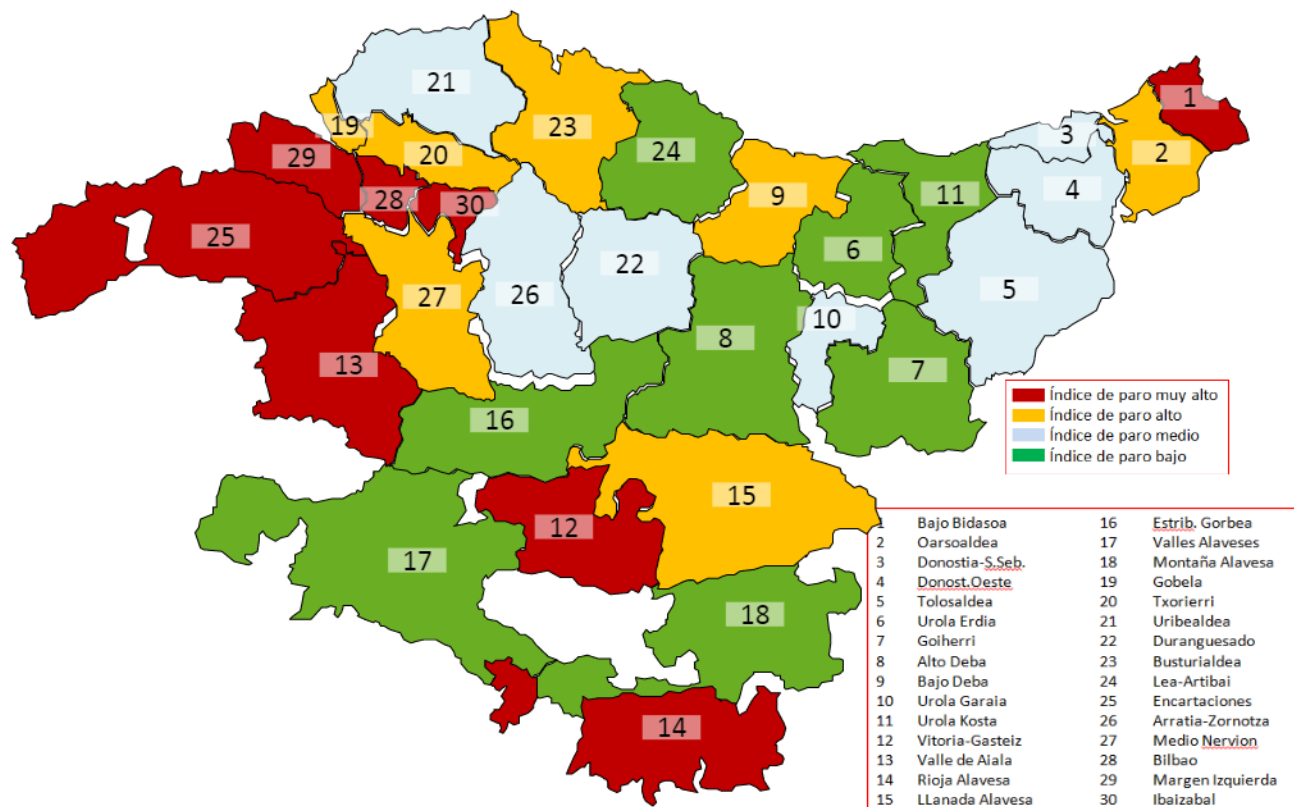 21
1
19
23
3
20
24
2
29
4
9
11
28
30
6
25
22
5
27
26
10
8
7
13
16
Índice de paro muy alto
Índice de paro alto
Índice de paro medio
Índice de paro bajo
15
12
17
18
14
1 Bajo Bidasoa 16 Estrib. Gorbea
2 Oarsoaldea 17 Valles Alaveses
3 Donostia-S.Seb. 18 Montaña Alavesa
4 Donost.Oeste 19 Gobela
5 Tolosaldea 20 Txorierri
6 Urola Erdia 21 Uribealdea
7 Goiherri 22 Duranguesado
8 Alto Deba 23 Busturialdea
9 Bajo Deba 24 Lea-Artibai
10 Urola Garaia 25 Encartaciones
11 Urola Kosta 26 Arratia-Zornotza
12 Vitoria-Gasteiz 27 Medio Nervion
13 Valle de Aiala 28 Bilbao
14 Rioja Alavesa 29 Margen Izquierda
15 LLanada Alavesa 30 Ibaizabal